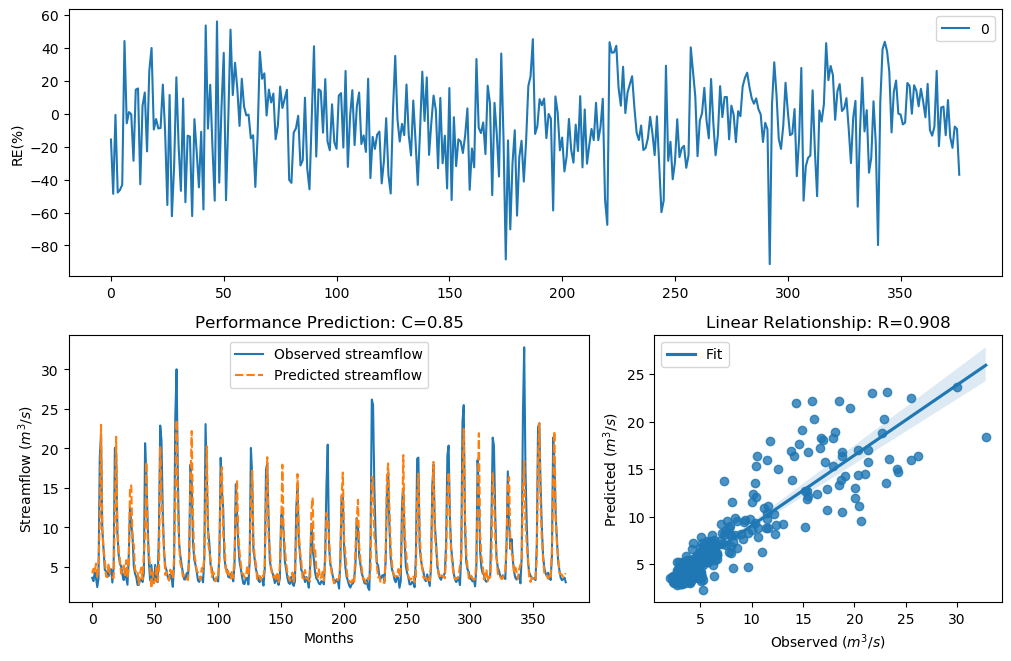 60
40
20
0
−20
−40
−60
−80
RE(%)
0
0 50 100 150 200 250 300 350
Performance Prediction: C=0.85
30
25
20
15
10
5
Streamflow (m³/s)
Observed streamflow
Predicted streamflow
0 50 100 150 200 250 300 350
Months
Linear Relationship: R=0.908
25
20
15
10
5
Predicted (m³/s)
Fit
5 10 15 20 25 30
Observed (m³/s)